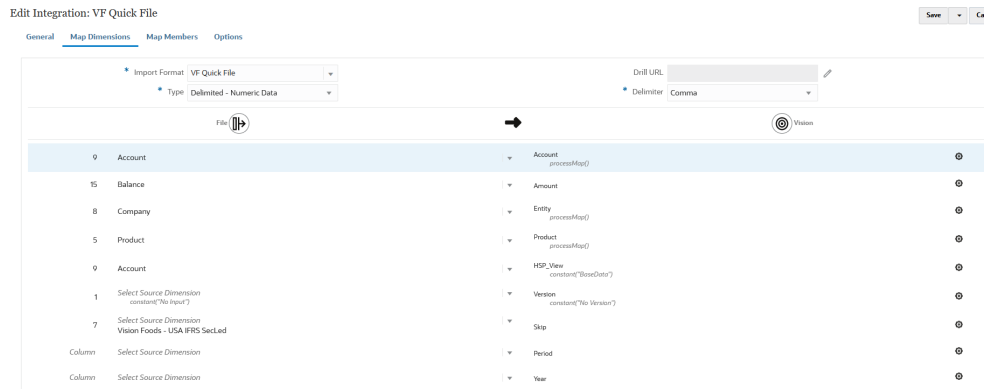 Edit Integration: VF Quick File
Save
Ca
General Map Dimensions Map Members Options
* Import Format VF Quick File
Drill URL
* Type Delimited - Numeric Data
* Delimiter Comma
File
Vision
9 Account Account
processMap()
15 Balance Amount
8 Company Entity
processMap()
5 Product Product
processMap()
9 Account HSP_View
constant("BaseData")
1 Select Source Dimension Version
constant("No Input") constant("No Version")
7 Select Source Dimension Skip
Vision Foods - USA IFRS SecLed
Column Select Source Dimension Period
Column Select Source Dimension Year